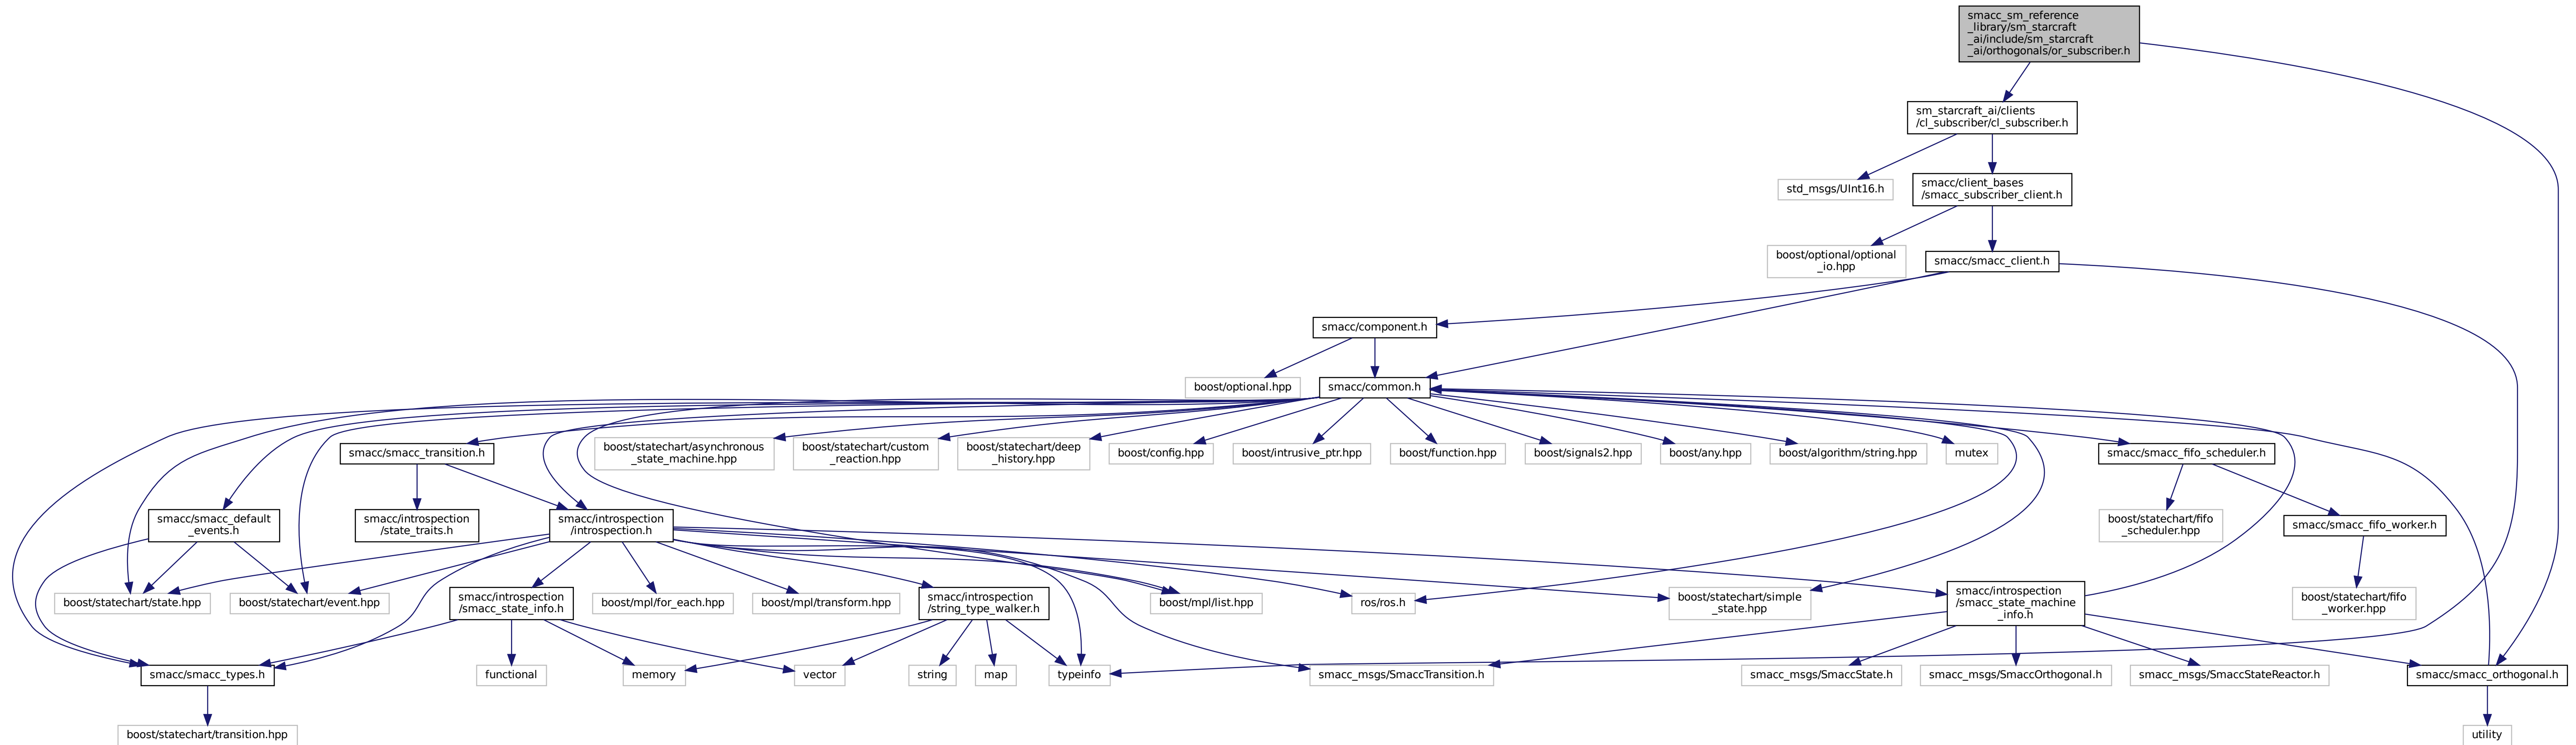 smacc_sm_reference
_library/sm_starcraft
_ai/include/sm_starcraft
_ai/orthogonals/or_subscriber.h
sm_starcraft_ai/clients
/cl_subscriber/cl_subscriber.h
std_msgs/UInt16.h
smacc/client_bases
/smacc_subscriber_client.h
boost/optional/optional
_io.hpp
smacc/smacc_client.h
smacc/component.h
boost/optional.hpp
smacc/common.h
smacc/smacc_transition.h
boost/statechart/asynchronous
_state_machine.hpp
boost/statechart/custom
_reaction.hpp
boost/statechart/deep
_history.hpp
boost/config.hpp
boost/intrusive_ptr.hpp
boost/function.hpp
boost/signals2.hpp
boost/any.hpp
boost/algorithm/string.hpp
mutex
smacc/smacc_fifo_scheduler.h
smacc/smacc_default
_events.h
smacc/introspection
/state_traits.h
smacc/introspection
/introspection.h
boost/statechart/fifo
_scheduler.hpp
smacc/smacc_fifo_worker.h
boost/statechart/state.hpp
boost/statechart/event.hpp
smacc/introspection
/smacc_state_info.h
boost/mpl/for_each.hpp
boost/mpl/transform.hpp
smacc/introspection
/string_type_walker.h
boost/mpl/list.hpp
ros/ros.h
boost/statechart/simple
_state.hpp
smacc/introspection
/smacc_state_machine
_info.h
boost/statechart/fifo
_worker.hpp
smacc/smacc_types.h
functional
memory
vector
string
map
typeinfo
smacc_msgs/SmaccTransition.h
smacc_msgs/SmaccState.h
smacc_msgs/SmaccOrthogonal.h
smacc_msgs/SmaccStateReactor.h
smacc/smacc_orthogonal.h
boost/statechart/transition.hpp
utility